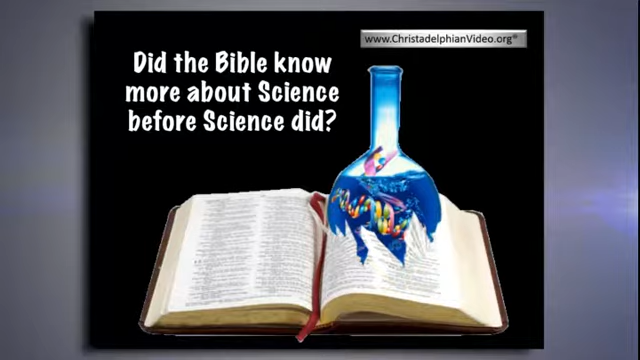 www.ChristadelphianVideo.org®
Did the Bible know
more about Science
before Science did?